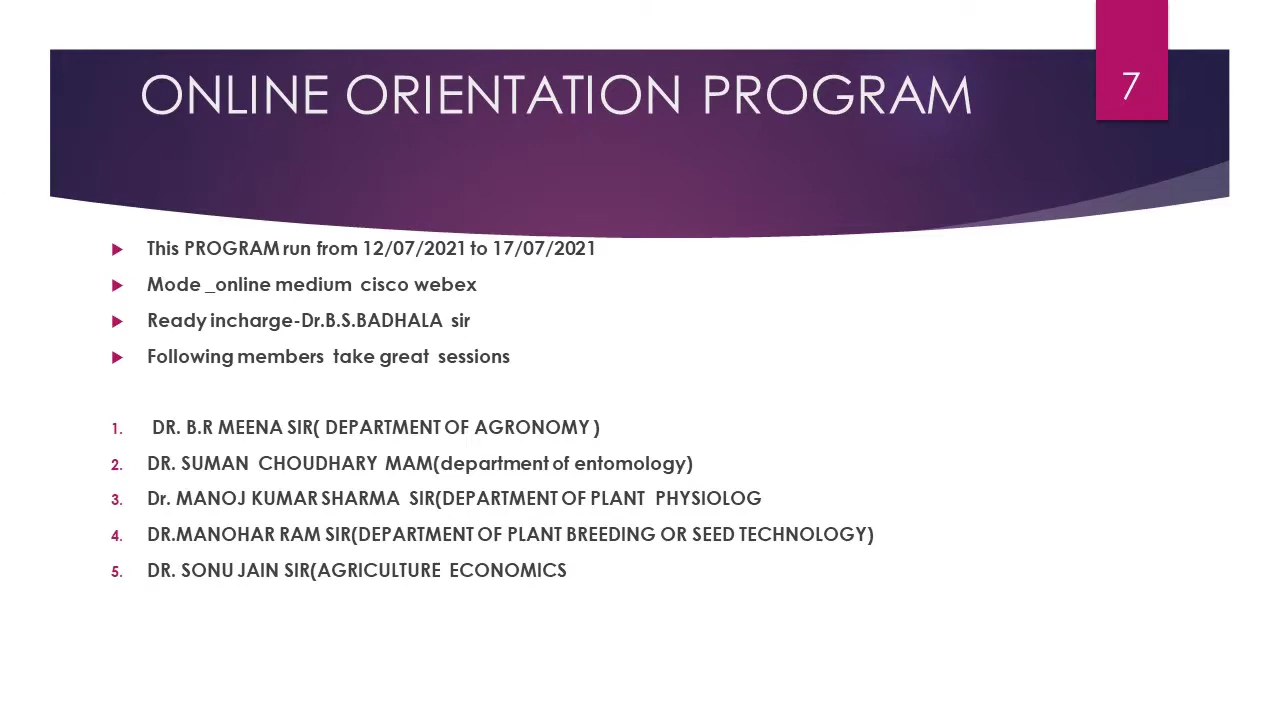 ONLINE ORIENTATION PROGRAM
7
This PROGRAM run from 12/07/2021 to 17/07/2021
Mode _online medium cisco webex
Ready incharge-Dr.B.S.BADHALA sir
Following members take great sessions
1. DR. B.R MEENA SIR( DEPARTMENT OF AGRONOMY )
2. DR. SUMAN CHOUDHARY MAM(department of entomology)
3. Dr. MANOJ KUMAR SHARMA SIR(DEPARTMENT OF PLANT PHYSIOLOG
4. DR.MANOHAR RAM SIR(DEPARTMENT OF PLANT BREEDING OR SEED TECHNOLOGY)
5. DR. SONU JAIN SIR(AGRICULTURE ECONOMICS